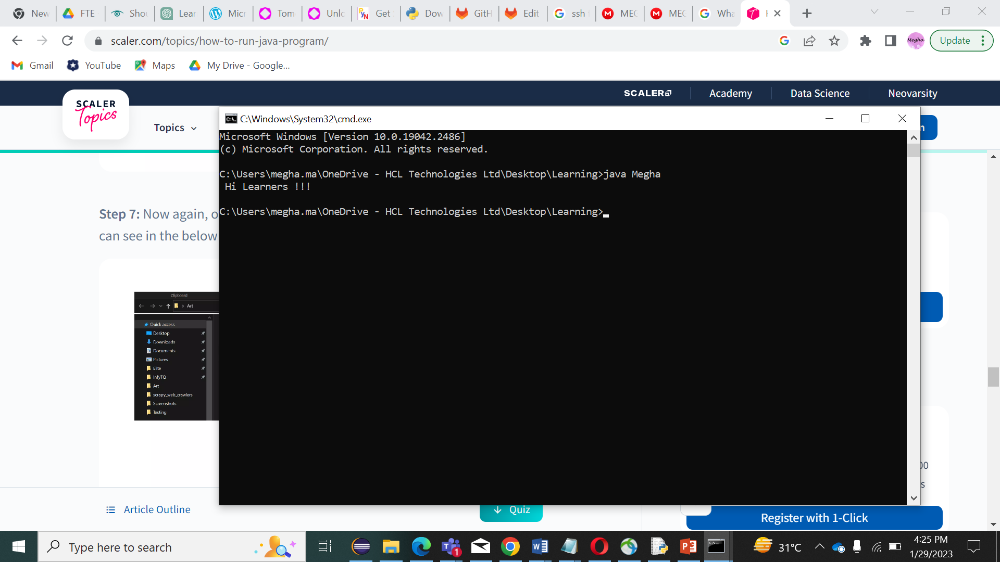 New
FTE
Shou
Lear
Micr
Tom
Unlo
Get
Dow
GitH
Edit
ssh
MEG
MEG
Wha
scaler.com/topics/how-to-run-java-program/
Megha
Update
Gmail
YouTube
Maps
My Drive - Google...
SCALER
Academy
Data Science
Neovarsity
SCALER
Topics
Topics
n
C:\Windows\System32\cmd.exe
Microsoft Windows [Version 10.0.19042.2486]
(c) Microsoft Corporation. All rights reserved.
C:\Users\megha.ma\OneDrive - HCL Technologies Ltd\Desktop\Learning>java Megha
Hi Learners !!!
C:\Users\megha.ma\OneDrive - HCL Technologies Ltd\Desktop\Learning>
Step 7: Now again, o
can see in the below
Clipboard
Art
Quick access
Desktop
Downloads
Documents
Pictures
Elite
InfyTQ
Art
scrapy_web_crawlers
Screenshots
Testing
00
s
Article Outline
Quiz
Register with 1-Click
Type here to search
1
31°C
4:25 PM
1/29/2023